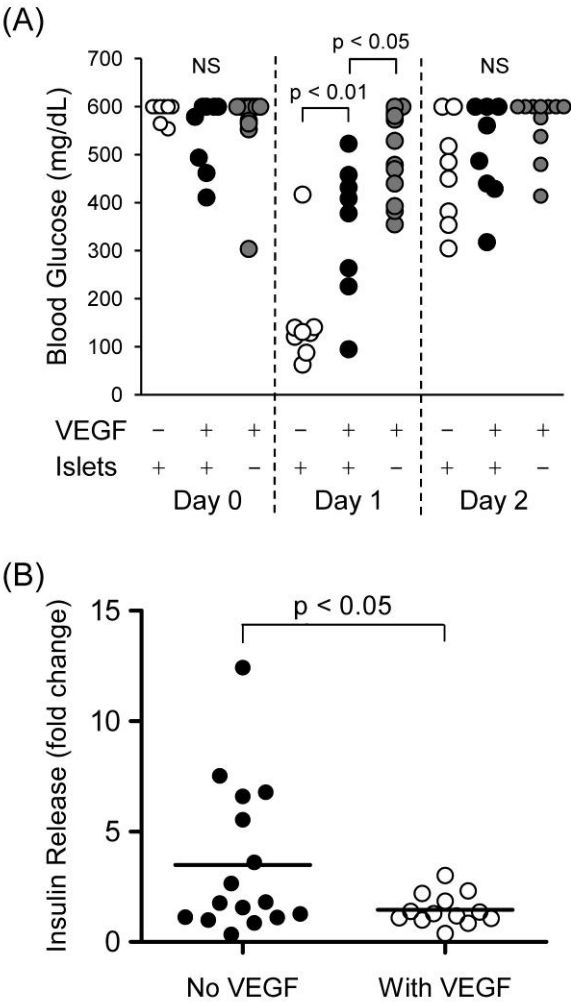 (A)
Blood Glucose (mg/dL)
700
600
500
400
300
200
100
0
NS
p < 0.01
p < 0.05
NS
VEGF − + + − + + − + +
Islets + + − + + − + + −
Day 0 Day 1 Day 2
(B)
Insulin Release (fold change)
15
10
5
0
p < 0.05
No VEGF With VEGF